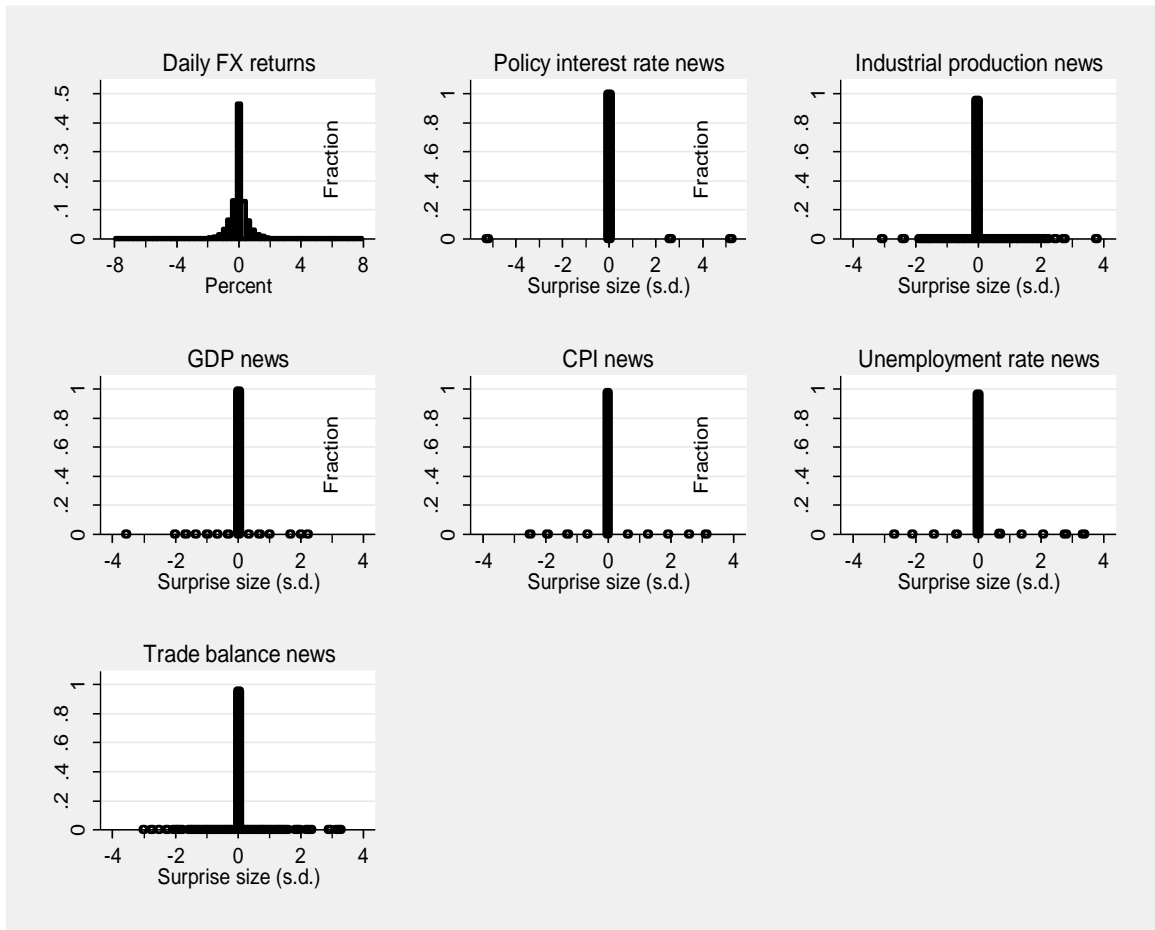 Daily FX returns
.5
.4
.3
.2
.1
0
Fraction
-8 -4 0 4 8
Percent
Policy interest rate news
1
.8
.6
.4
.2
0
Fraction
-4 -2 0 2 4
Surprise size (s.d.)
Industrial production news
1
.8
.6
.4
.2
0
-4 -2 0 2 4
Surprise size (s.d.)
GDP news
1
.8
.6
.4
.2
0
Fraction
-4 -2 0 2 4
Surprise size (s.d.)
CPI news
1
.8
.6
.4
.2
0
Fraction
-4 -2 0 2 4
Surprise size (s.d.)
Unemployment rate news
1
.8
.6
.4
.2
0
-4 -2 0 2 4
Surprise size (s.d.)
Trade balance news
1
.8
.6
.4
.2
0
-4 -2 0 2 4
Surprise size (s.d.)